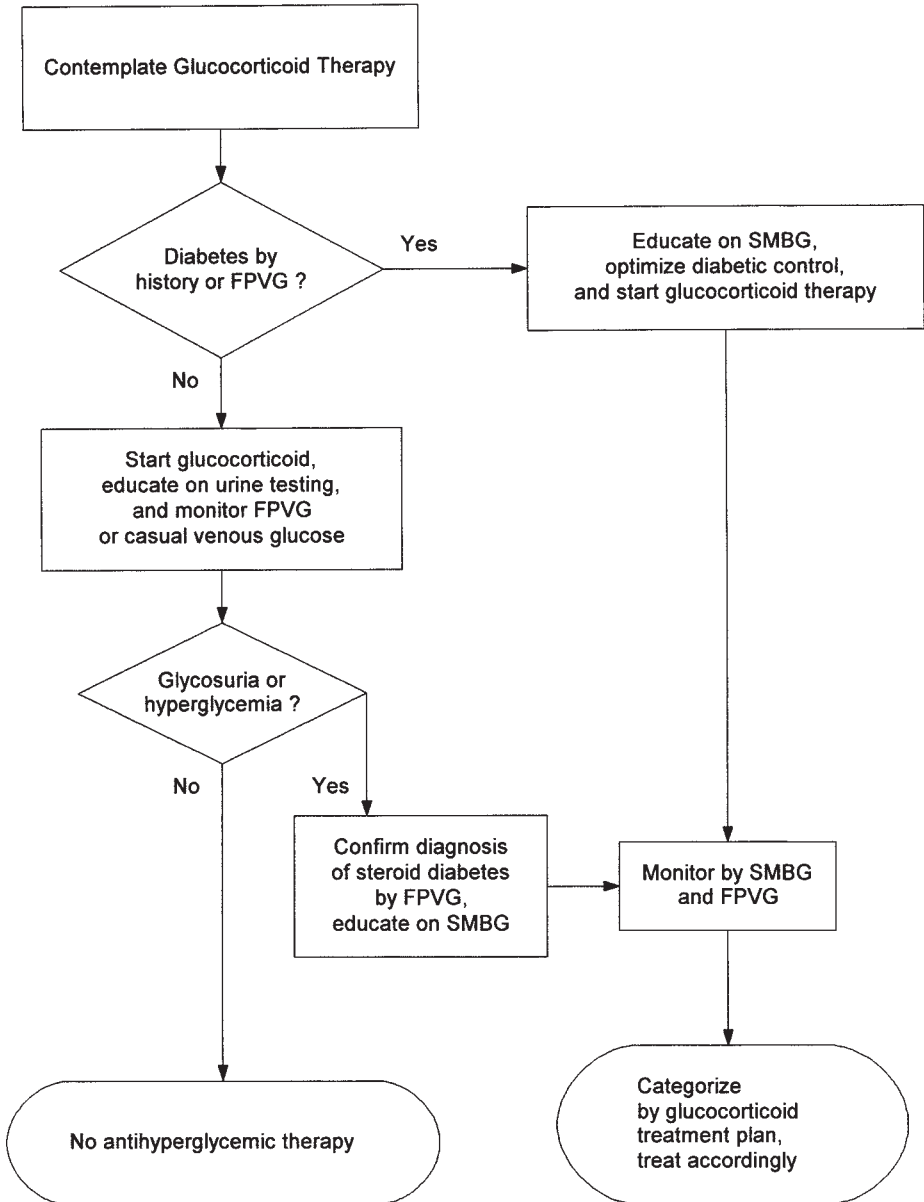 Contemplate Glucocorticoid Therapy
Diabetes by
history or FPVG ?
Yes
Educate on SMBG,
optimize diabetic control,
and start glucocorticoid therapy
No
Start glucocorticoid,
educate on urine testing,
and monitor FPVG
or casual venous glucose
Glycosuria or
hyperglycemia ?
No
Yes
Confirm diagnosis
of steroid diabetes
by FPVG,
educate on SMBG
Monitor by SMBG
and FPVG
No antihyperglycemic therapy
Categorize
by glucocorticoid
treatment plan,
treat accordingly